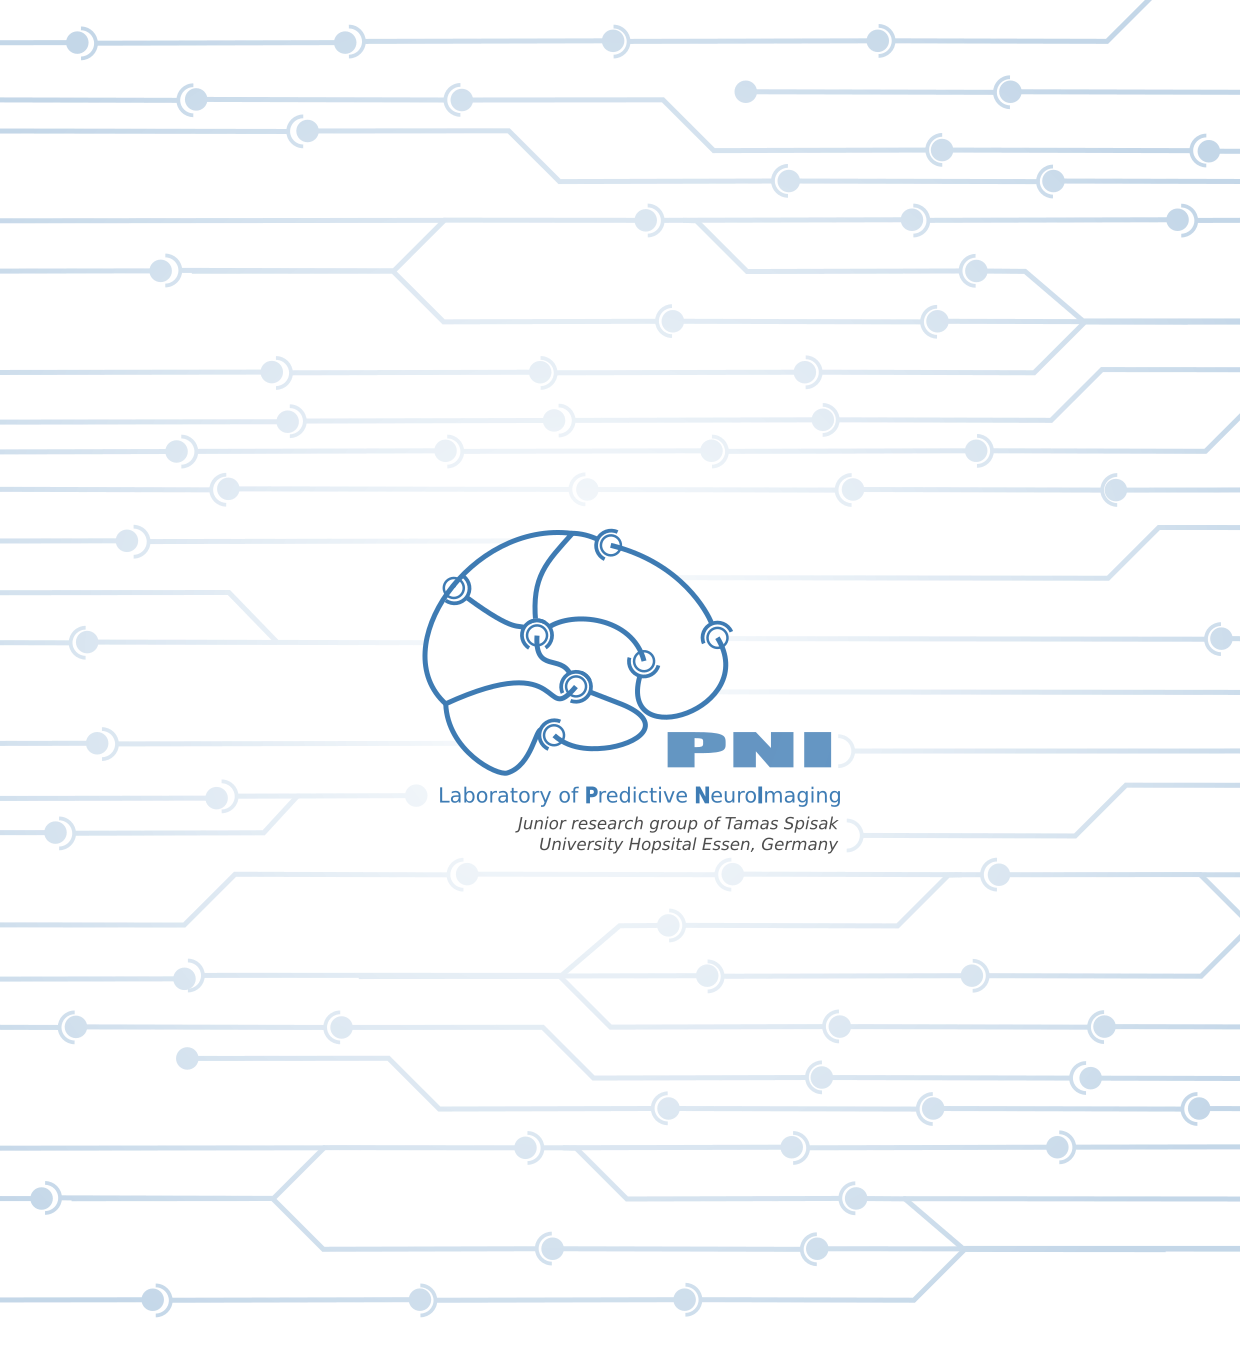 PNI
Laboratory of Predictive NeuroImaging
Junior research group of Tamas Spisak
University Hopsital Essen, Germany